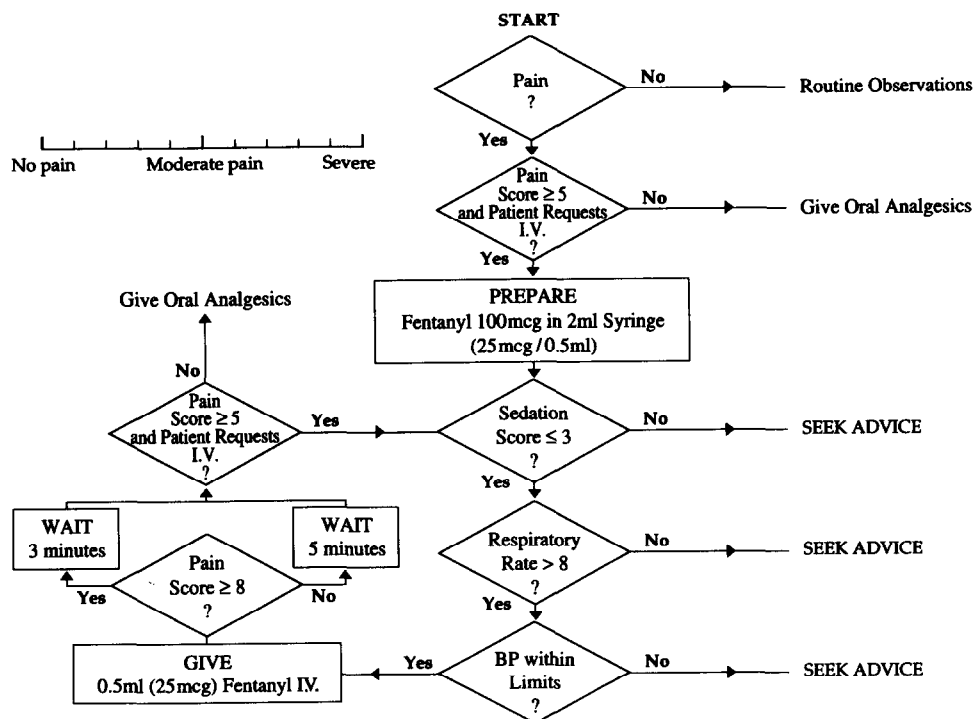 START
Pain
?
No
Routine Observations
Yes
No pain
Moderate pain
Severe
Pain
Score ≥ 5
and Patient Requests
I.V.
?
No
Give Oral Analgesics
Yes
PREPARE
Fentanyl 100mcg in 2ml Syringe
(25mcg / 0.5ml)
Give Oral Analgesics
No
Pain
Score ≥ 5
and Patient Requests
I.V.
?
Yes
Sedation
Score ≤ 3
?
No
SEEK ADVICE
Yes
WAIT
3 minutes
WAIT
5 minutes
Pain
Score ≥ 8
?
Yes
No
Respiratory
Rate > 8
?
No
SEEK ADVICE
Yes
GIVE
0.5ml (25mcg) Fentanyl I.V.
Yes
BP within
Limits
?
No
SEEK ADVICE